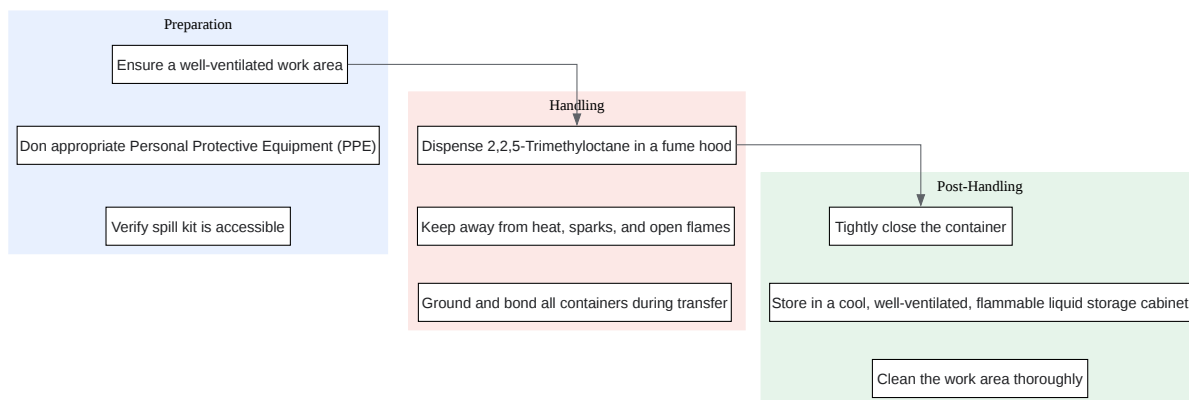 Preparation
Ensure a well-ventilated work area
Don appropriate Personal Protective Equipment (PPE)
Verify spill kit is accessible
Handling
Dispense 2,2,5-Trimethyloctane in a fume hood
Keep away from heat, sparks, and open flames
Ground and bond all containers during transfer
Post-Handling
Tightly close the container
Store in a cool, well-ventilated, flammable liquid storage cabinet
Clean the work area thoroughly